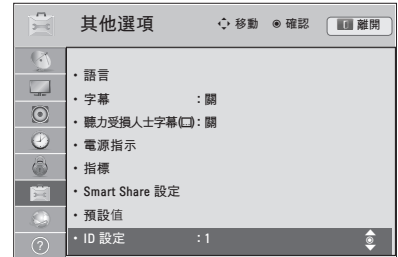 其他選項 移動 確認 離開
• 語言
• 字幕 : 關
• 聽力受損人士字幕( ) : 關
• 電源指示
• 指標
• Smart Share 設定
• 預設值
• ID 設定 : 1
?